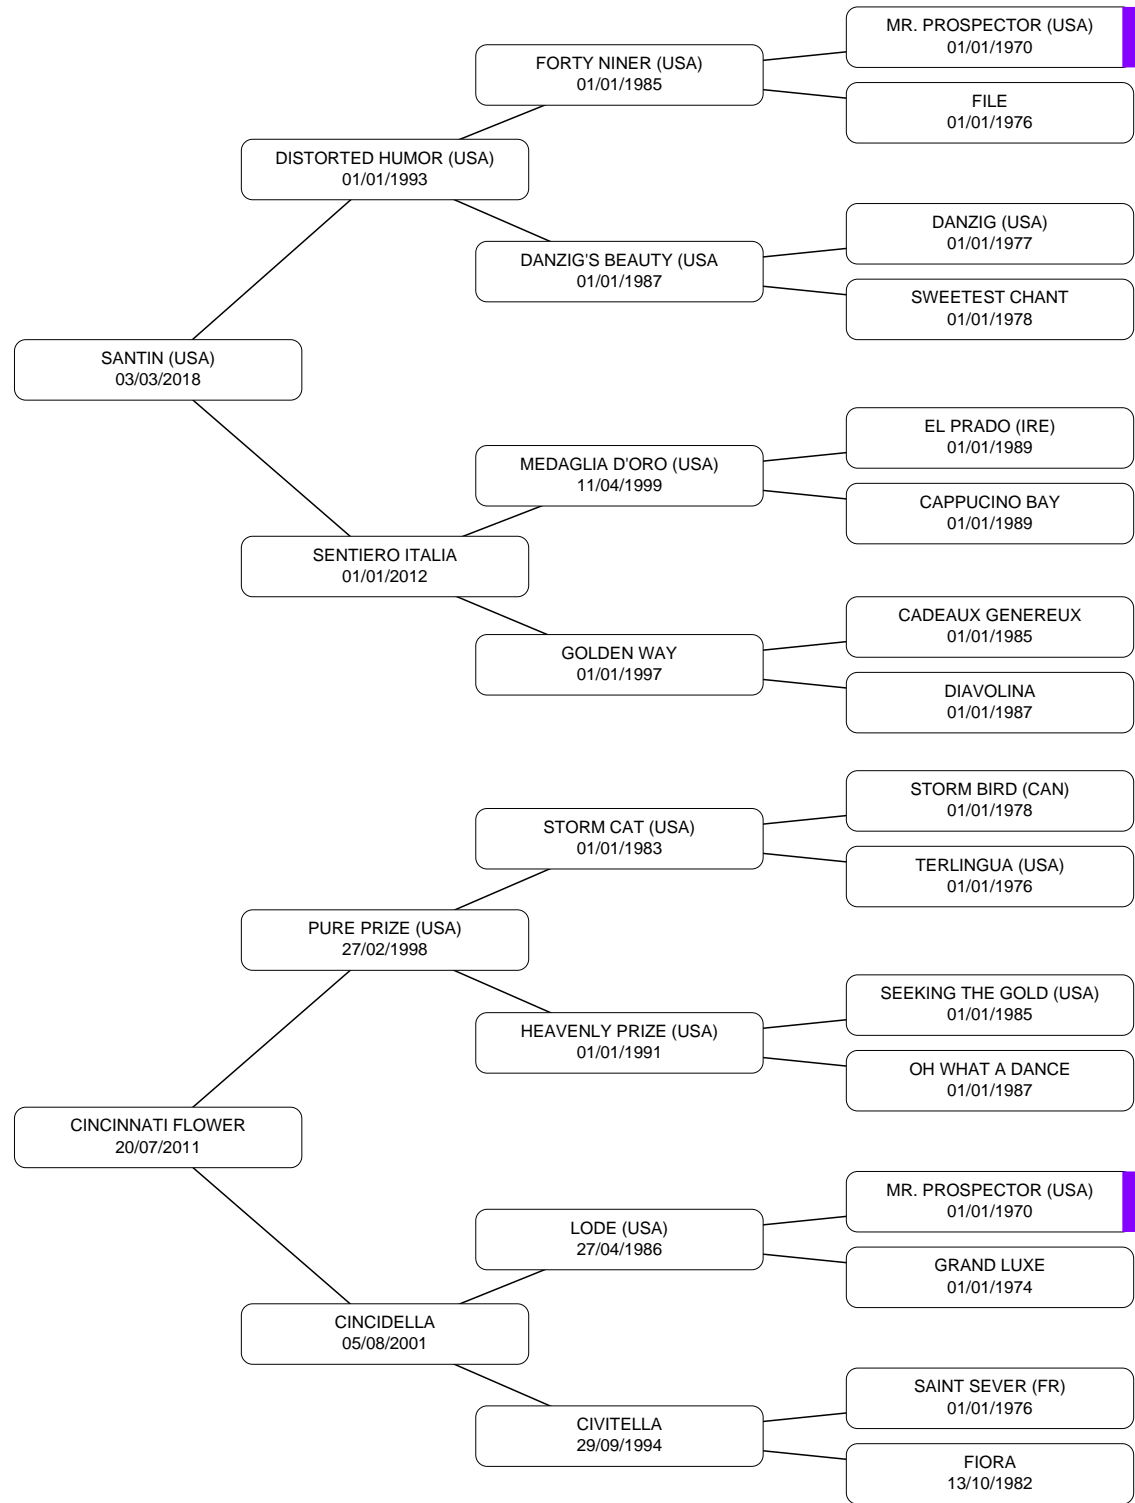 MR. PROSPECTOR (USA)
01/01/1970
FORTY NINER (USA)
01/01/1985
FILE
01/01/1976
DISTORTED HUMOR (USA)
01/01/1993
DANZIG (USA)
01/01/1977
DANZIG'S BEAUTY (USA
01/01/1987
SWEETEST CHANT
01/01/1978
SANTIN (USA)
03/03/2018
EL PRADO (IRE)
01/01/1989
MEDAGLIA D'ORO (USA)
11/04/1999
CAPPUCINO BAY
01/01/1989
SENTIERO ITALIA
01/01/2012
CADEAUX GENEREUX
01/01/1985
GOLDEN WAY
01/01/1997
DIAVOLINA
01/01/1987
STORM BIRD (CAN)
01/01/1978
STORM CAT (USA)
01/01/1983
TERLINGUA (USA)
01/01/1976
PURE PRIZE (USA)
27/02/1998
SEEKING THE GOLD (USA)
01/01/1985
HEAVENLY PRIZE (USA)
01/01/1991
OH WHAT A DANCE
01/01/1987
CINCINNATI FLOWER
20/07/2011
MR. PROSPECTOR (USA)
01/01/1970
LODE (USA)
27/04/1986
GRAND LUXE
01/01/1974
CINCIDELLA
05/08/2001
SAINT SEVER (FR)
01/01/1976
CIVITELLA
29/09/1994
FIORA
13/10/1982